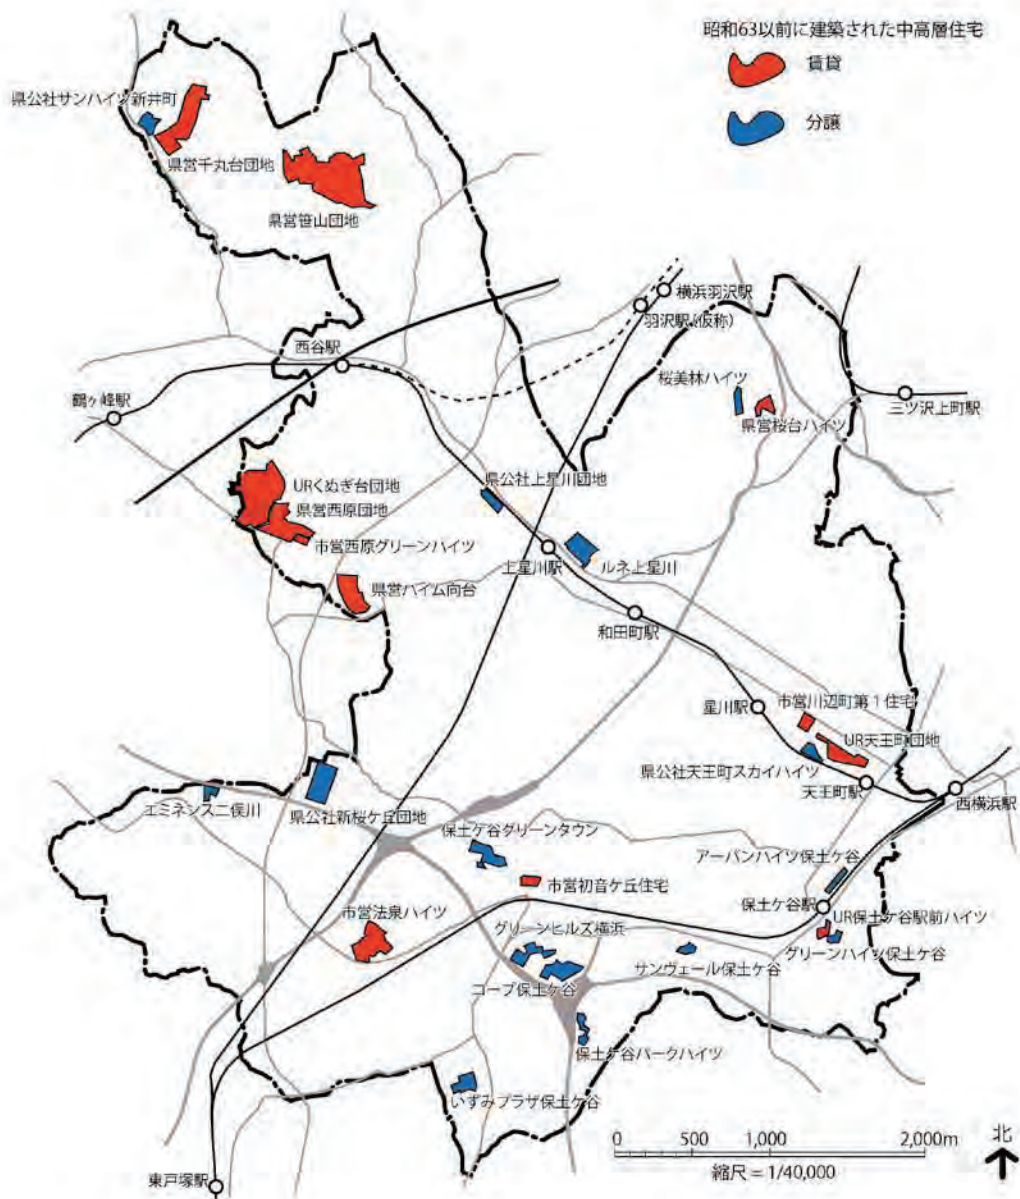 昭和63以前に建築された中高層住宅
賃貸
分譲
県公社サンハイツ新井町
県営千丸台団地
県営笹山団地
横浜羽沢駅
羽沢駅(仮称)
西谷駅
桜美林ハイツ
鶴ヶ峰駅
三ツ沢上町駅
県営桜台ハイツ
県公社上星川団地
URくぬぎ台団地
県営西原団地
市営西原グリーンハイツ
上星川駅
ルネ上星川
県営ハイム向台
和田町駅
市営川辺町第1住宅
星川駅
UR天王町団地
県公社天王町スカイハイツ
天王町駅
西横浜駅
エミネンス二俣川
県公社新桜ケ丘団地
保土ケ谷グリーンタウン
アーバンハイツ保土ケ谷
市営初音ケ丘住宅
保土ケ谷駅
市営法泉ハイツ
UR保土ケ谷駅前ハイツ
グリーンヒルズ横浜
グリーンハイツ保土ケ谷
サンヴェール保土ケ谷
コープ保土ケ谷
保土ケ谷パークハイツ
いずみプラザ保土ケ谷
0 500 1,000 2,000m
縮尺 = 1/40,000
北
東戸塚駅